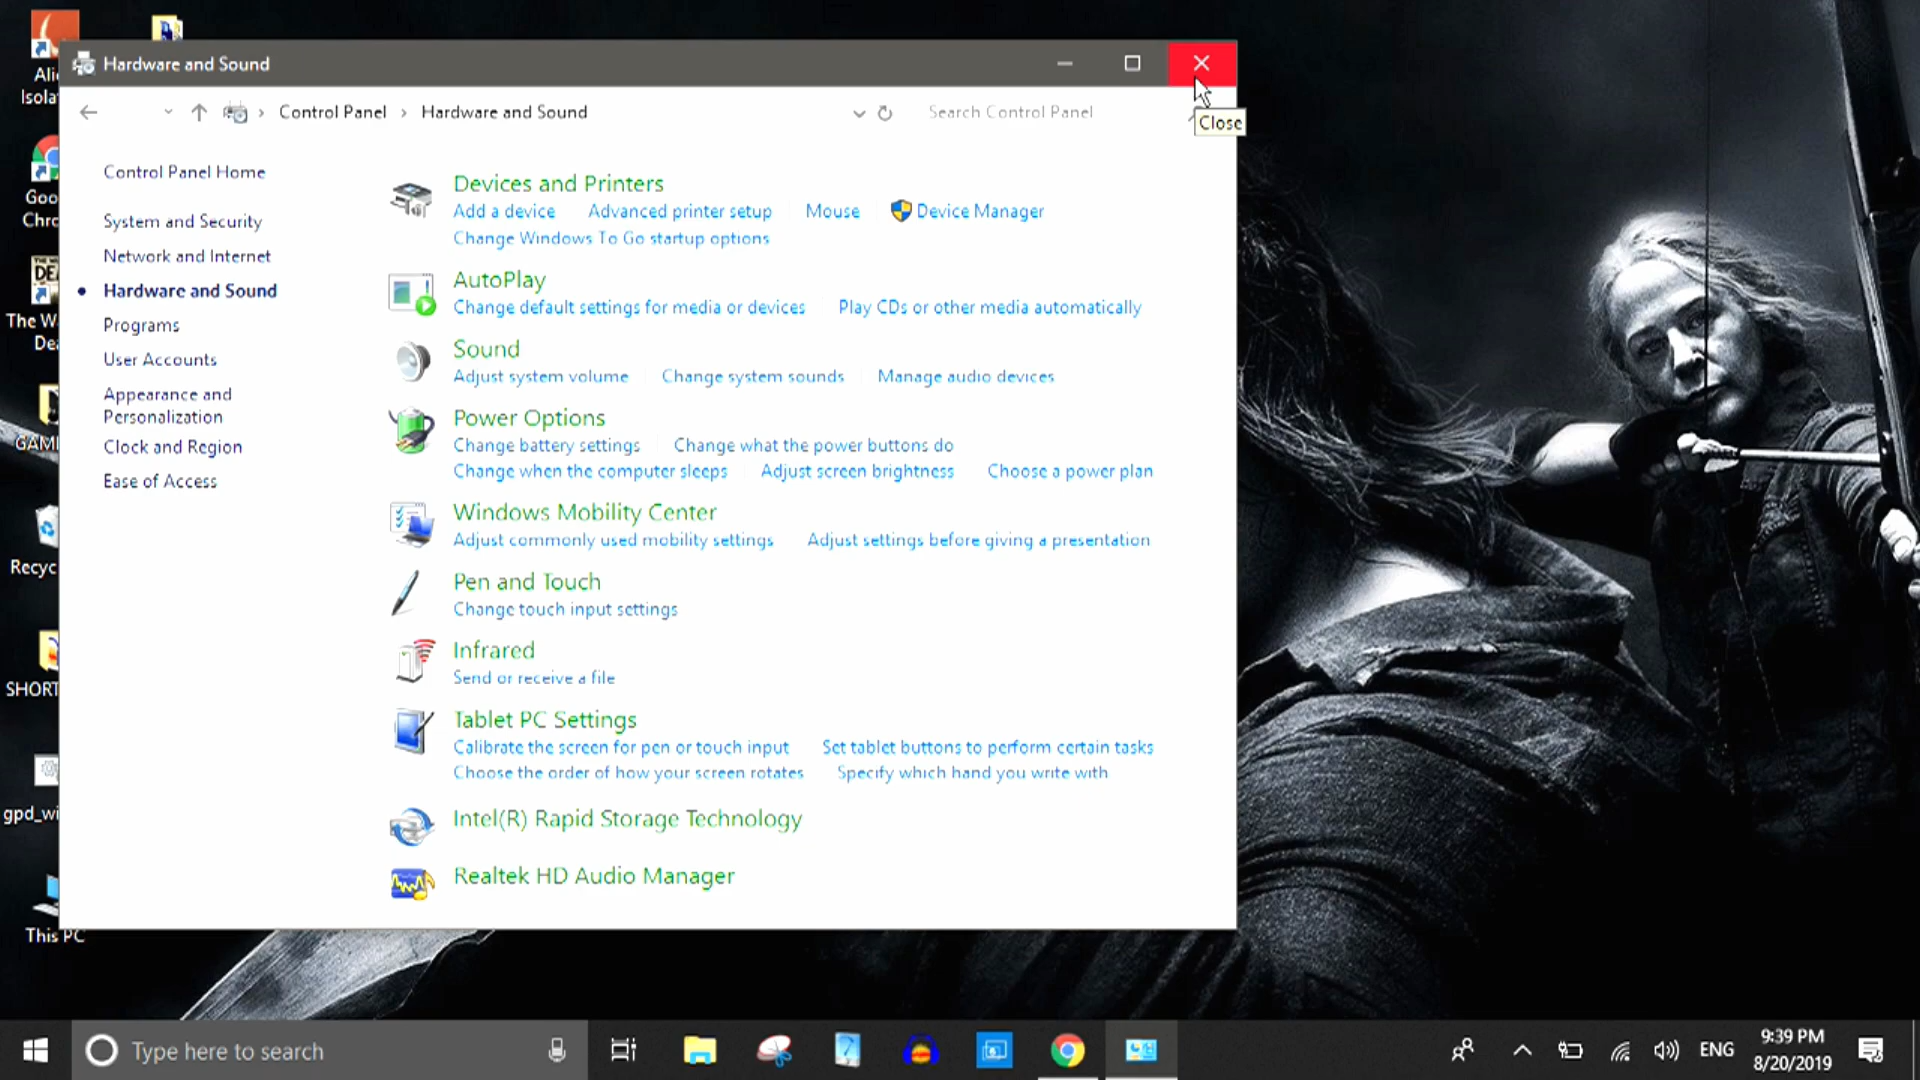 Hardware and Sound
Close
Control Panel
Hardware and Sound
Search Control Panel
Control Panel Home
System and Security
Network and Internet
Hardware and Sound
Programs
User Accounts
Appearance and
Personalization
Clock and Region
Ease of Access
Devices and Printers
Add a device Advanced printer setup Mouse Device Manager
Change Windows To Go startup options
AutoPlay
Change default settings for media or devices Play CDs or other media automatically
Sound
Adjust system volume Change system sounds Manage audio devices
Power Options
Change battery settings Change what the power buttons do
Change when the computer sleeps Adjust screen brightness Choose a power plan
Windows Mobility Center
Adjust commonly used mobility settings Adjust settings before giving a presentation
Pen and Touch
Change touch input settings
Infrared
Send or receive a file
Tablet PC Settings
Calibrate the screen for pen or touch input Set tablet buttons to perform certain tasks
Choose the order of how your screen rotates Specify which hand you write with
Intel(R) Rapid Storage Technology
Realtek HD Audio Manager
Ali
Isola
Goo
Chr
The W
Dea
GAM
Recyc
SHORT
gpd_wi
This PC
Type here to search
ENG
9:39 PM
8/20/2019